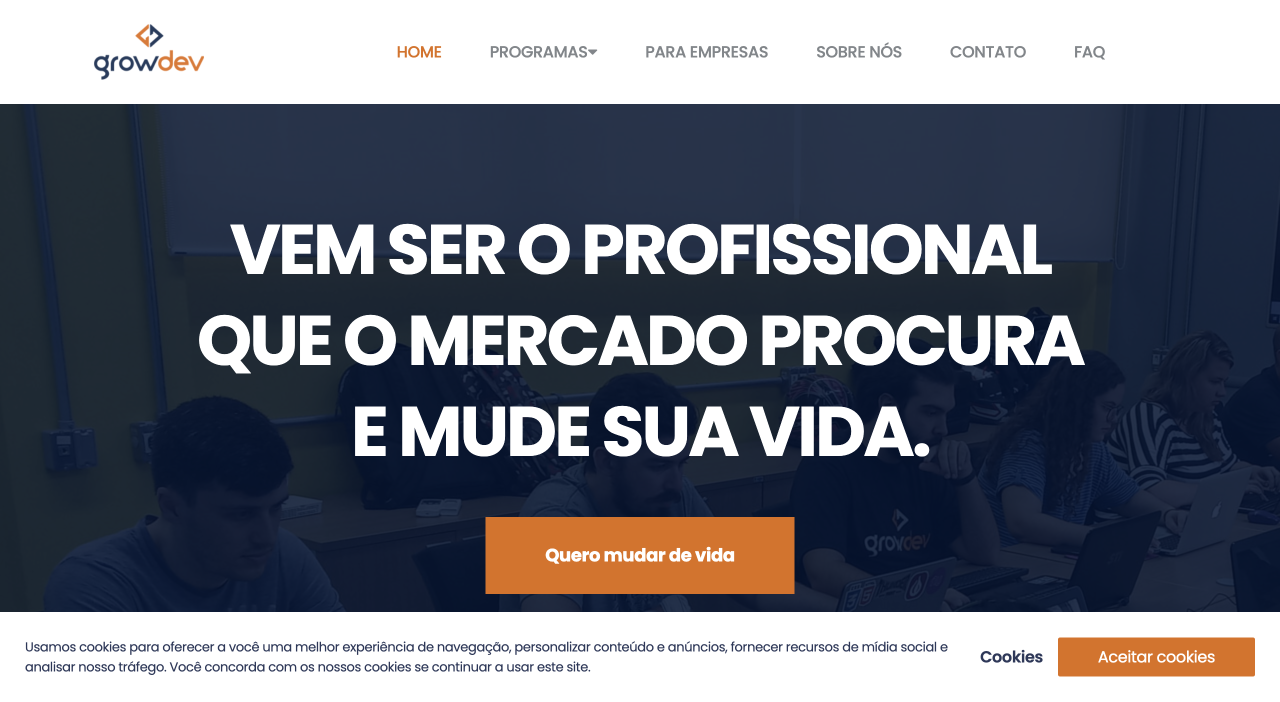 growdev
HOME
PROGRAMAS
PARA EMPRESAS
SOBRE NÓS
CONTATO
FAQ
VEM SER O PROFISSIONAL
QUE O MERCADO PROCURA
E MUDE SUA VIDA.
growdev
Quero mudar de vida
Usamos cookies para oferecer a você uma melhor experiência de navegação, personalizar conteúdo e anúncios, fornecer recursos de mídia social e
analisar nosso tráfego. Você concorda com os nossos cookies se continuar a usar este site.
Cookies
Aceitar cookies